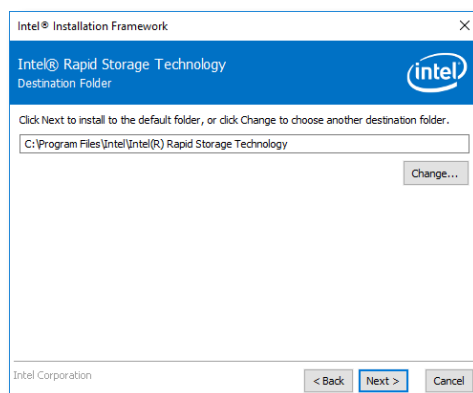 Intel® Installation Framework
Intel® Rapid Storage Technology
Destination Folder
intel
Click Next to install to the default folder, or click Change to choose another destination folder.
C:\Program Files\Intel\Intel(R) Rapid Storage Technology
Change...
Intel Corporation
< Back Next > Cancel